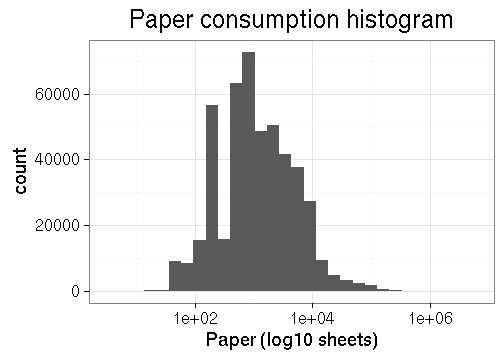 Paper consumption histogram
60000
40000
20000
0
count
1e+02 1e+04 1e+06
Paper (log10 sheets)